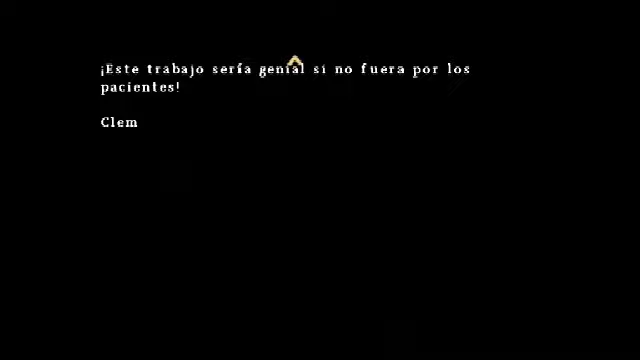 ¡Este trabajo sería genial si no fuera por los
pacientes!
Clem